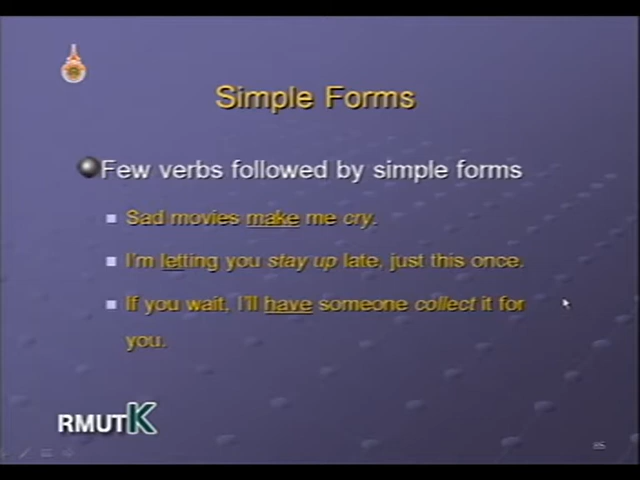 Simple Forms
Few verbs followed by simple forms
Sad movies make me cry.
I'm letting you stay up late, just this once.
If you wait, I'll have someone collect it for
you.
RMUTK
85